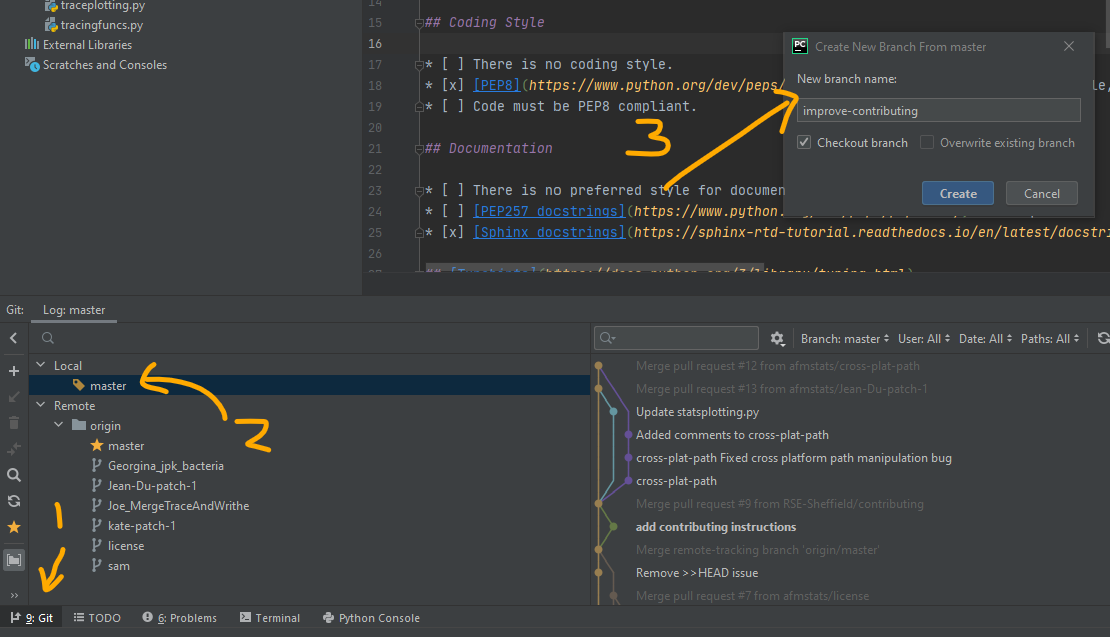 traceplotting.py
tracingfuncs.py
External Libraries
Scratches and Consoles
14
15 ## Coding Style
16
17 * [ ] There is no coding style.
18 * [x] [PEP8](https://www.python.org/dev/peps/
19 * [ ] Code must be PEP8 compliant.
20
21 ## Documentation
22
23 * [ ] There is no preferred style for documen
24 * [ ] [PEP257 docstrings](https://www.python.
25 * [x] [Sphinx docstrings](https://sphinx-rtd-tutorial.readthedocs.io/en/latest/docstri
26
PC Create New Branch From master
New branch name:
improve-contributing
Checkout branch Overwrite existing branch
Create Cancel
3
Git: Log: master
Local
master
Remote
origin
master
Georgina_jpk_bacteria
Jean-Du-patch-1
Joe_MergeTraceAndWrithe
kate-patch-1
license
sam
2
1
Branch: master User: All Date: All Paths: All
Merge pull request #12 from afmstats/cross-plat-path
Merge pull request #13 from afmstats/Jean-Du-patch-1
Update statsplotting.py
Added comments to cross-plat-path
cross-plat-path Fixed cross platform path manipulation bug
cross-plat-path
Merge pull request #9 from RSE-Sheffield/contributing
add contributing instructions
Merge remote-tracking branch 'origin/master'
Remove >>HEAD issue
Merge pull request #7 from afmstats/license
9: Git TODO 6: Problems Terminal Python Console